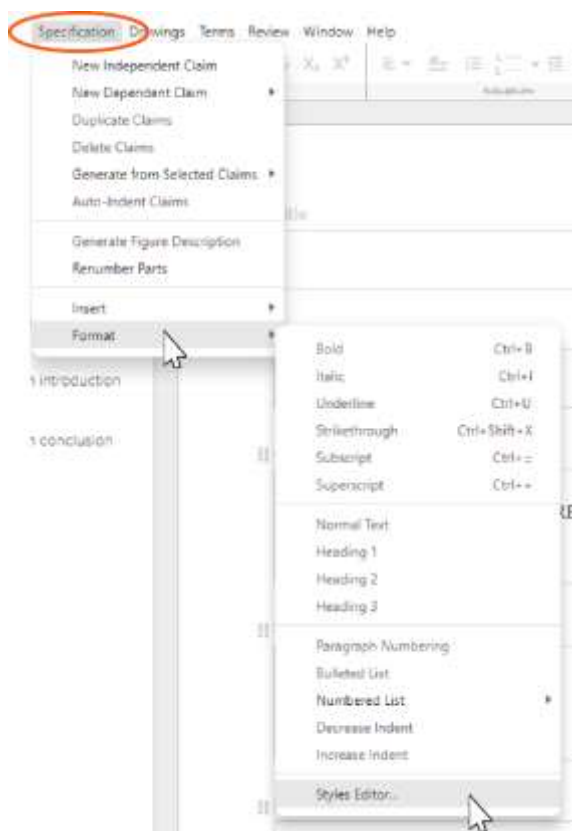 Specification Drawings Terms Review Window Help
New Independent Claim
New Dependent Claim
Duplicate Claims
Delete Claims
Generate from Selected Claims
Auto-Indent Claims
Generate Figure Description
Renumber Parts
Insert
Format
introduction
conclusion
Bold Ctrl+B
Italic Ctrl+I
Underline Ctrl+U
Strikethrough Ctrl+Shift+X
Subscript Ctrl+=
Superscript Ctrl++
Normal Text
Heading 1
Heading 2
Heading 3
Paragraph Numbering
Bulleted List
Numbered List
Decrease Indent
Increase Indent
Styles Editor...